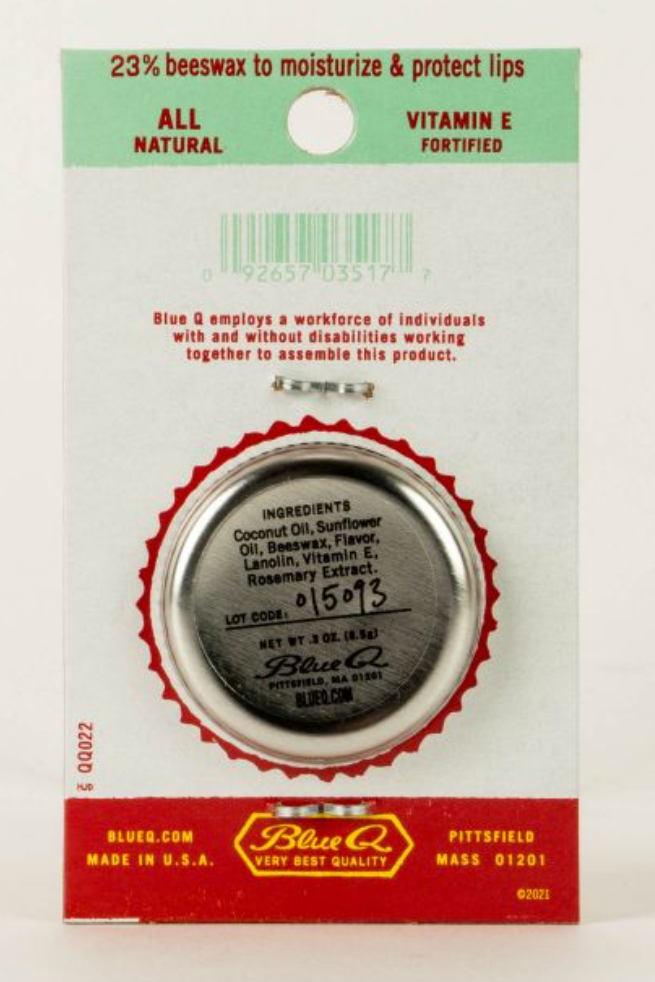 23% beeswax to moisturize & protect lips
ALL
NATURAL
VITAMIN E
FORTIFIED
0 92657 03517 7
Blue Q employs a workforce of individuals
with and without disabilities working
together to assemble this product.
INGREDIENTS
Coconut Oil, Sunflower
Oil, Beeswax, Flavor,
Lanolin, Vitamin E,
Rosemary Extract.
LOT CODE: 015093
NET WT .3 OZ. (8.5g)
Blue Q
PITTSFIELD, MA 01201
BLUEQ.COM
QQ022
BLUEQ.COM
MADE IN U.S.A.
Blue Q
VERY BEST QUALITY
PITTSFIELD
MASS 01201
©2021